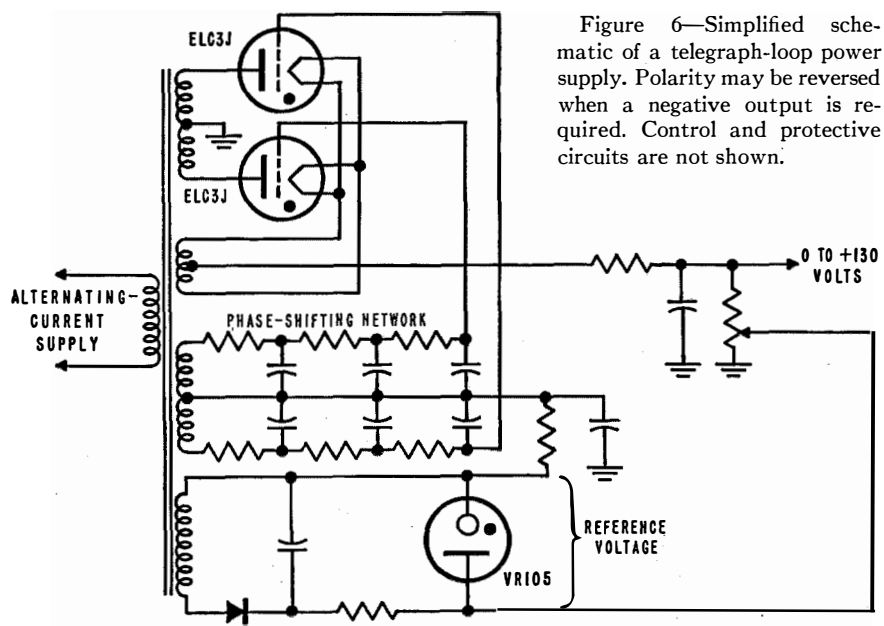 ELC3J
Figure 6—Simplified sche-
matic of a telegraph-loop power
supply. Polarity may be reversed
when a negative output is re-
quired. Control and protective
circuits are not shown.
ELC3J
0 TO +130
VOLTS
ALTERNATING-
CURRENT
SUPPLY
PHASE-SHIFTING NETWORK
REFERENCE
VOLTAGE
VR105